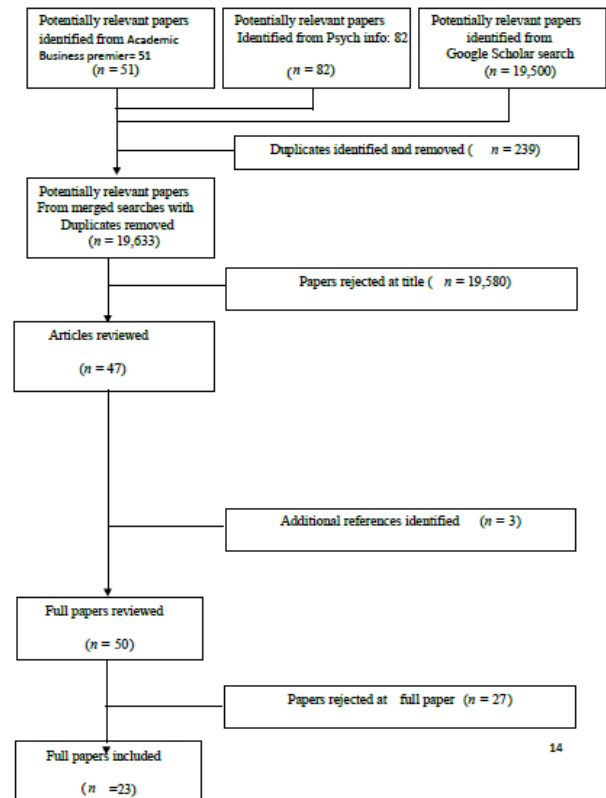 Potentially relevant papers
identified from Academic
Business premier= 51
(n = 51)
Potentially relevant papers
Identified from Psych info: 82
(n = 82)
Potentially relevant papers
identified from
Google Scholar search
(n = 19,500)
Duplicates identified and removed ( n = 239)
Potentially relevant papers
From merged searches with
Duplicates removed
(n = 19,633)
Papers rejected at title ( n = 19,580)
Articles reviewed
(n = 47)
Additional references identified (n = 3)
Full papers reviewed
(n = 50)
Papers rejected at full paper (n = 27)
14
Full papers included
(n =23)